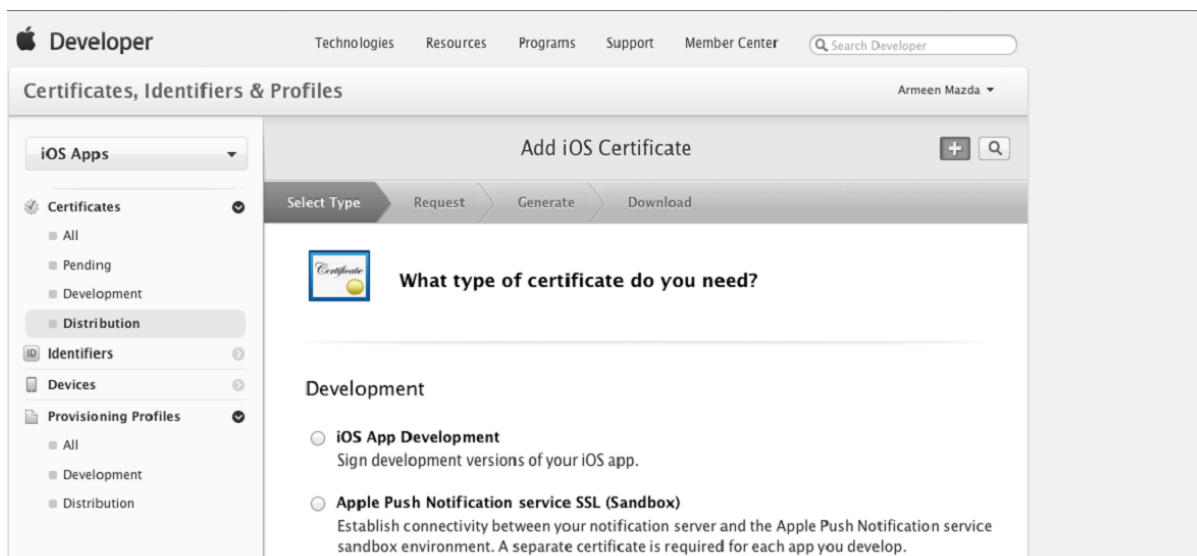 Developer
Technologies Resources Programs Support Member Center Search Developer
Certificates, Identifiers & Profiles
Armeen Mazda
iOS Apps
Add iOS Certificate
Certificates
All
Pending
Development
Distribution
ID Identifiers
Devices
Provisioning Profiles
All
Development
Distribution
Select Type Request Generate Download
Certificate
What type of certificate do you need?
Development
iOS App Development
Sign development versions of your iOS app.
Apple Push Notification service SSL (Sandbox)
Establish connectivity between your notification server and the Apple Push Notification service
sandbox environment. A separate certificate is required for each app you develop.